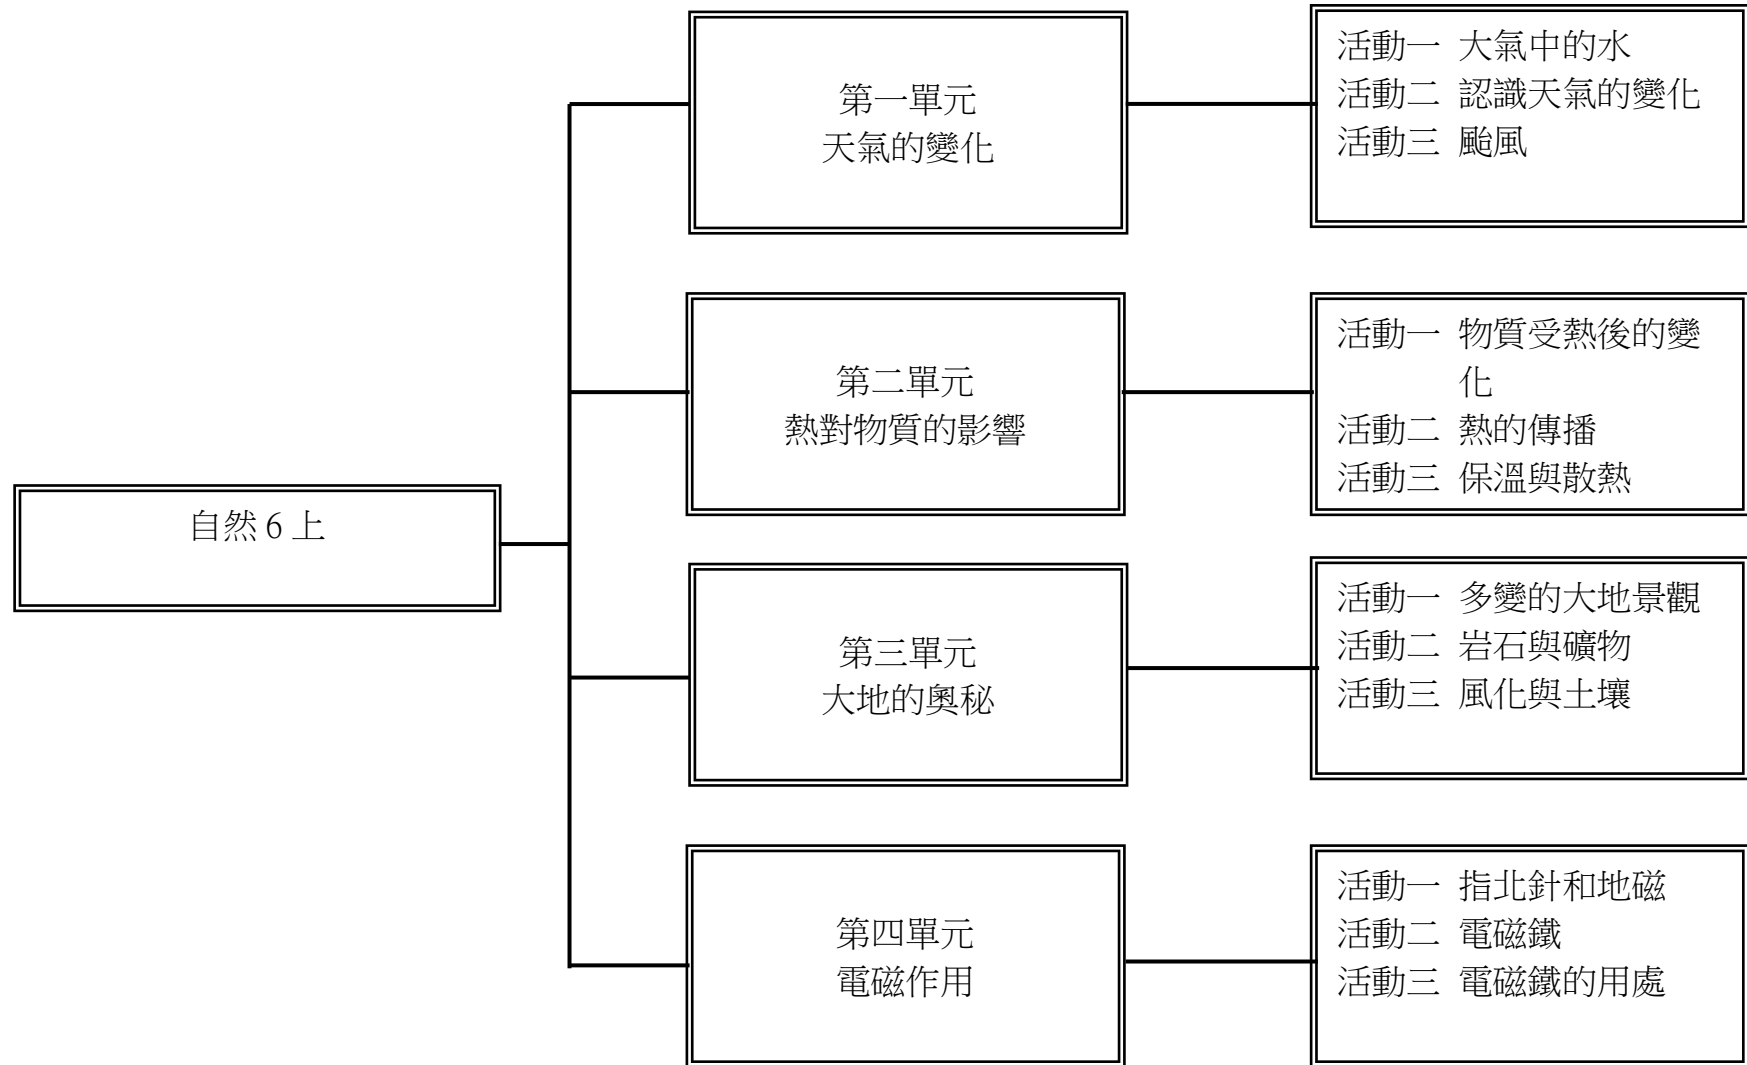 自然6上
第一單元
天氣的變化
活動一 大氣中的水
活動二 認識天氣的變化
活動三 颱風
第二單元
熱對物質的影響
活動一 物質受熱後的變
化
活動二 熱的傳播
活動三 保溫與散熱
第三單元
大地的奧秘
活動一 多變的大地景觀
活動二 岩石與礦物
活動三 風化與土壤
第四單元
電磁作用
活動一 指北針和地磁
活動二 電磁鐵
活動三 電磁鐵的用處